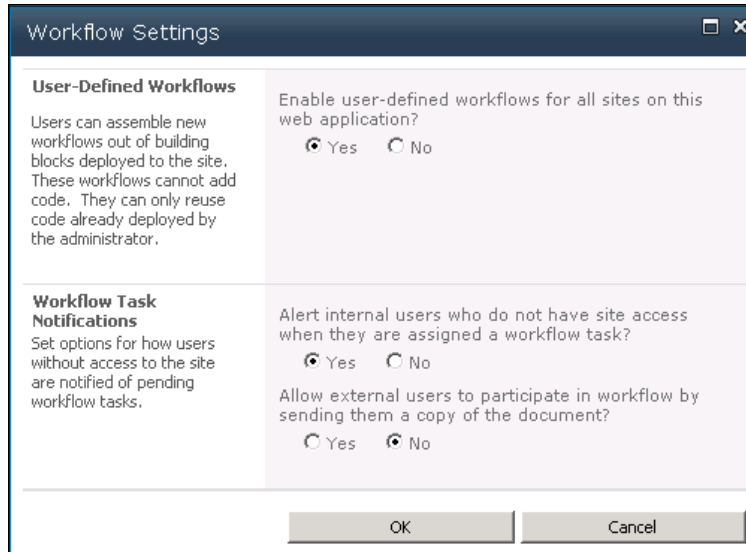 Workflow Settings
User-Defined Workflows
Users can assemble new
workflows out of building
blocks deployed to the site.
These workflows cannot add
code. They can only reuse
code already deployed by
the administrator.
Enable user-defined workflows for all sites on this
web application?
Yes No
Workflow Task
Notifications
Set options for how users
without access to the site
are notified of pending
workflow tasks.
Alert internal users who do not have site access
when they are assigned a workflow task?
Yes No
Allow external users to participate in workflow by
sending them a copy of the document?
Yes No
OK Cancel